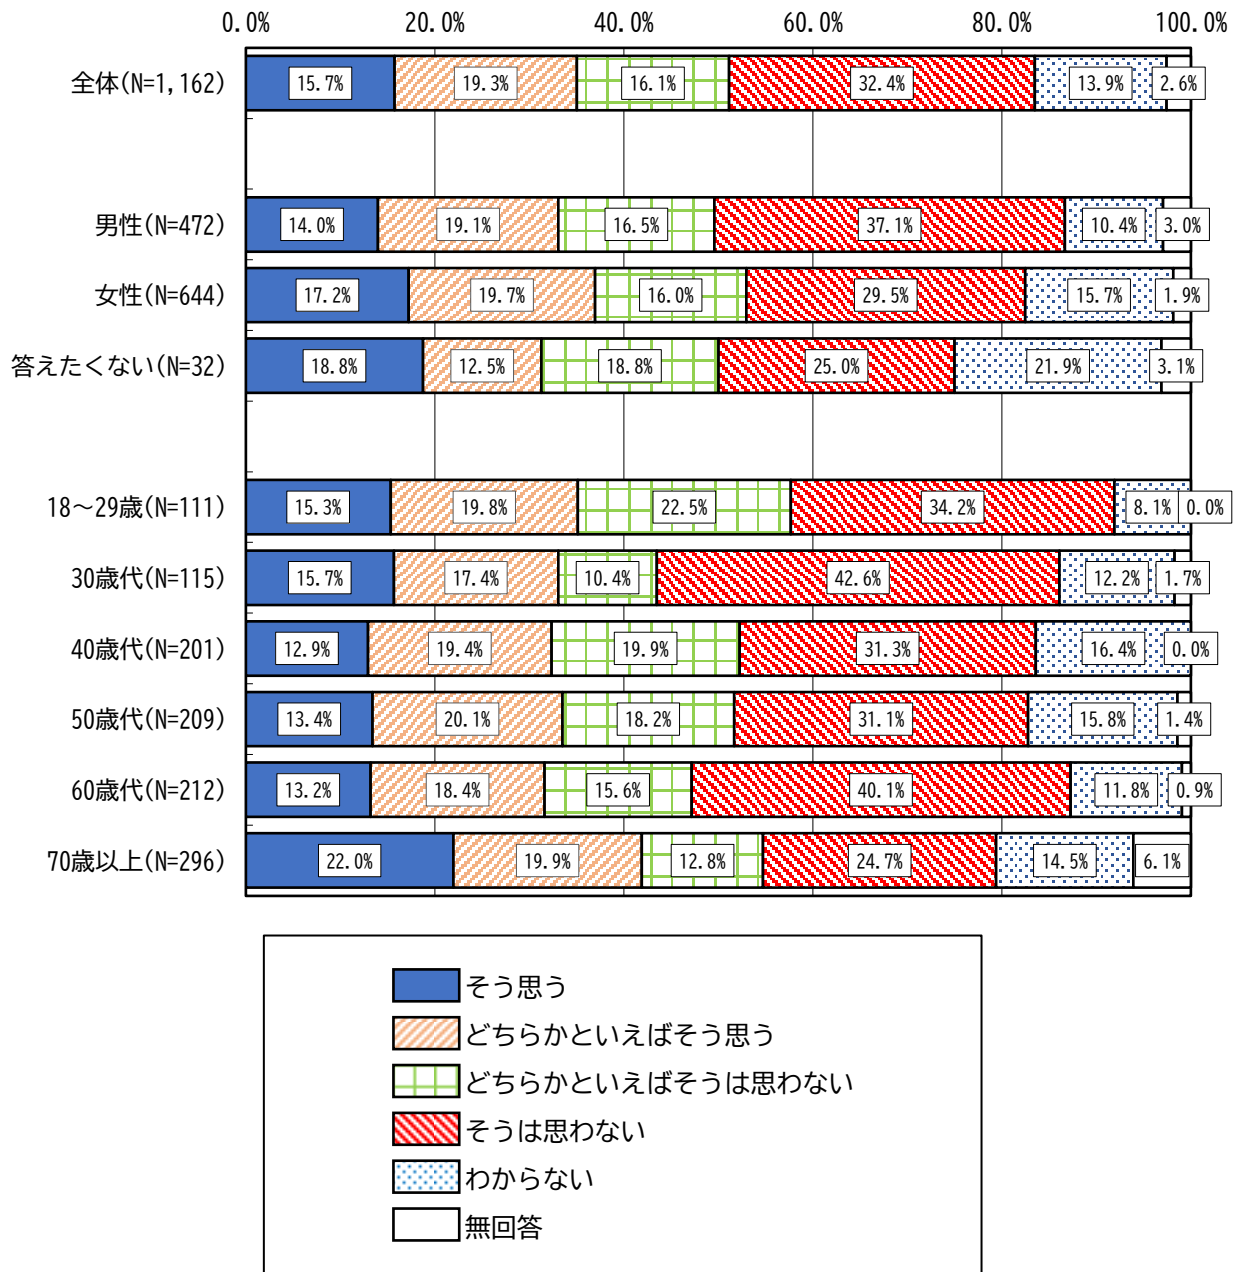 0.0% 20.0% 40.0% 60.0% 80.0% 100.0%
全体(N=1,162) 15.7% 19.3% 16.1% 32.4% 13.9% 2.6%
男性(N=472) 14.0% 19.1% 16.5% 37.1% 10.4% 3.0%
女性(N=644) 17.2% 19.7% 16.0% 29.5% 15.7% 1.9%
答えたくない(N=32) 18.8% 12.5% 18.8% 25.0% 21.9% 3.1%
18～29歳(N=111) 15.3% 19.8% 22.5% 34.2% 8.1% 0.0%
30歳代(N=115) 15.7% 17.4% 10.4% 42.6% 12.2% 1.7%
40歳代(N=201) 12.9% 19.4% 19.9% 31.3% 16.4% 0.0%
50歳代(N=209) 13.4% 20.1% 18.2% 31.1% 15.8% 1.4%
60歳代(N=212) 13.2% 18.4% 15.6% 40.1% 11.8% 0.9%
70歳以上(N=296) 22.0% 19.9% 12.8% 24.7% 14.5% 6.1%
そう思う
どちらかといえばそう思う
どちらかといえばそうは思わない
そうは思わない
わからない
無回答